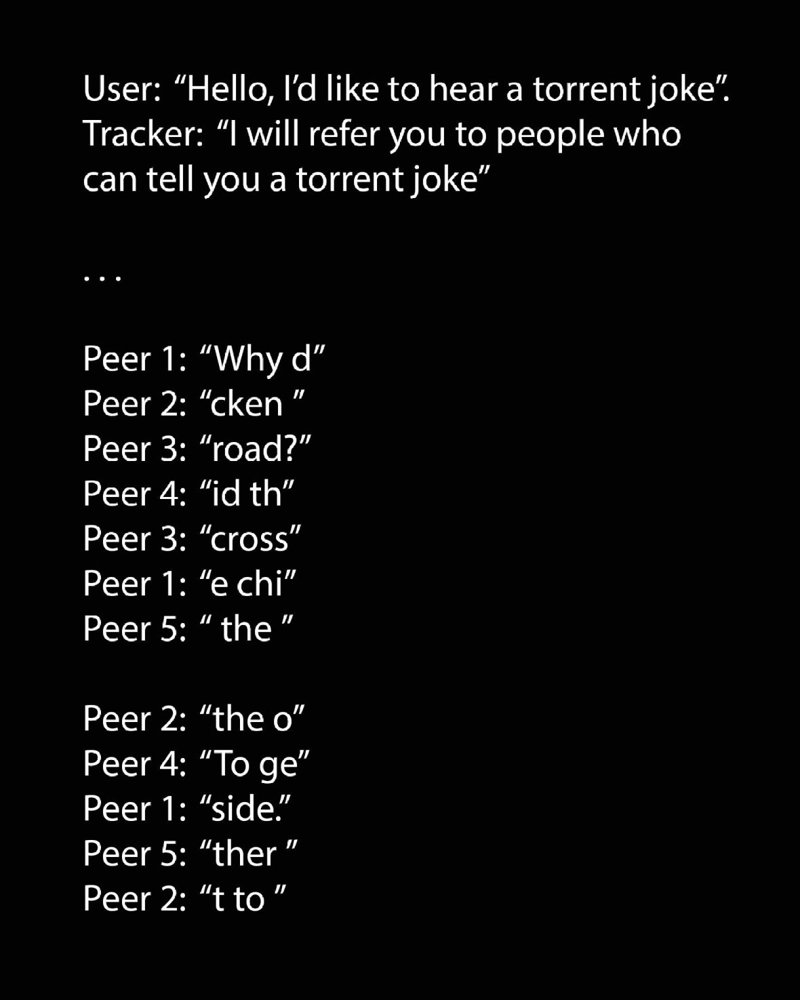 User: “Hello, I’d like to hear a torrent joke”.
Tracker: “I will refer you to people who
can tell you a torrent joke”
. . .
Peer 1: “Why d”
Peer 2: “cken ”
Peer 3: “road?”
Peer 4: “id th”
Peer 3: “cross”
Peer 1: “e chi”
Peer 5: “ the ”
Peer 2: “the o”
Peer 4: “To ge”
Peer 1: “side.”
Peer 5: “ther ”
Peer 2: “t to ”